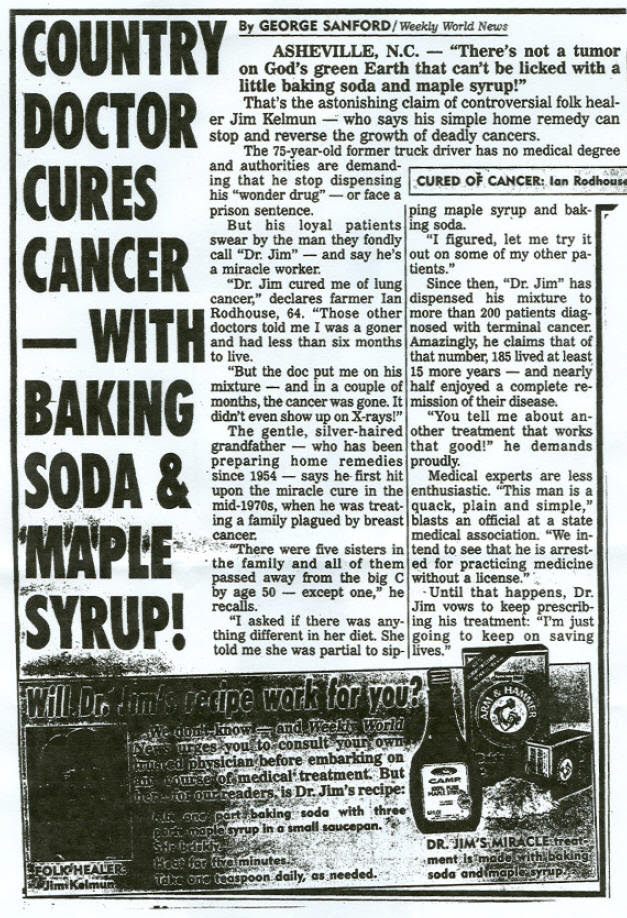 COUNTRY
DOCTOR
CURES
CANCER
— WITH
BAKING
SODA &
MAPLE
SYRUP!
By GEORGE SANFORD/Weekly World News
ASHEVILLE, N.C. — “There's not a tumor
on God's green Earth that can't be licked with a
little baking soda and maple syrup!”
That's the astonishing claim of controversial folk heal-
er Jim Kelmun — who says his simple home remedy can
stop and reverse the growth of deadly cancers.
The 75-year-old former truck driver has no medical degree
and authorities are demand-
ing that he stop dispensing
his “wonder drug” — or face a
prison sentence.
But his loyal patients
swear by the man they fondly
call “Dr. Jim” — and say he's
a miracle worker.
“Dr. Jim cured me of lung
cancer,” declares farmer Ian
Rodhouse, 64. “Those other
doctors told me I was a goner
and had less than six months
to live.
“But the doc put me on his
mixture — and in a couple of
months, the cancer was gone. It
didn't even show up on X-rays!”
The gentle, silver-haired
grandfather — who has been
preparing home remedies
since 1954 — says he first hit
upon the miracle cure in the
mid-1970s, when he was treat-
ing a family plagued by breast
cancer.
“There were five sisters in
the family and all of them
passed away from the big C
by age 50 — except one,” he
recalls.
“I asked if there was any-
thing different in her diet. She
told me she was partial to sip-
CURED OF CANCER: Ian Rodhouse
ping maple syrup and bak-
ing soda.
“I figured, let me try it
out on some of my other pa-
tients.”
Since then, “Dr. Jim” has
dispensed his mixture to
more than 200 patients diag-
nosed with terminal cancer.
Amazingly, he claims that of
that number, 185 lived at least
15 more years — and nearly
half enjoyed a complete re-
mission of their disease.
“You tell me about an-
other treatment that works
that good!” he demands
proudly.
Medical experts are less
enthusiastic. “This man is a
quack, plain and simple,”
blasts an official at a state
medical association. “We in-
tend to see that he is arrest-
ed for practicing medicine
without a license.”
Until that happens, Dr.
Jim vows to keep prescrib-
ing his treatment: “I'm just
going to keep on saving
lives.”
Will Dr. Jim's recipe work for you?
We don't know — and Weekly World
News urges you to consult your own
trusted physician before embarking on
any course of medical treatment. But
here, for our readers, is Dr. Jim's recipe:
Mix one part baking soda with three
parts maple syrup in a small saucepan.
Stir briskly.
Heat for five minutes.
Take one teaspoon daily, as needed.
FOLK HEALER:
Jim Kelmun
CAMP
ARM & HAMMER
DR. JIM'S MIRACLE treat-
ment is made with baking
soda and maple syrup.